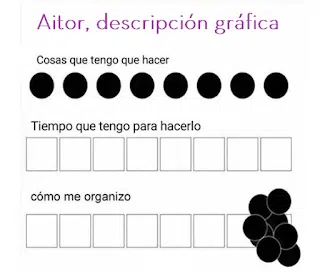 Aitor, descripción gráfica
Cosas que tengo que hacer
Tiempo que tengo para hacerlo
cómo me organizo